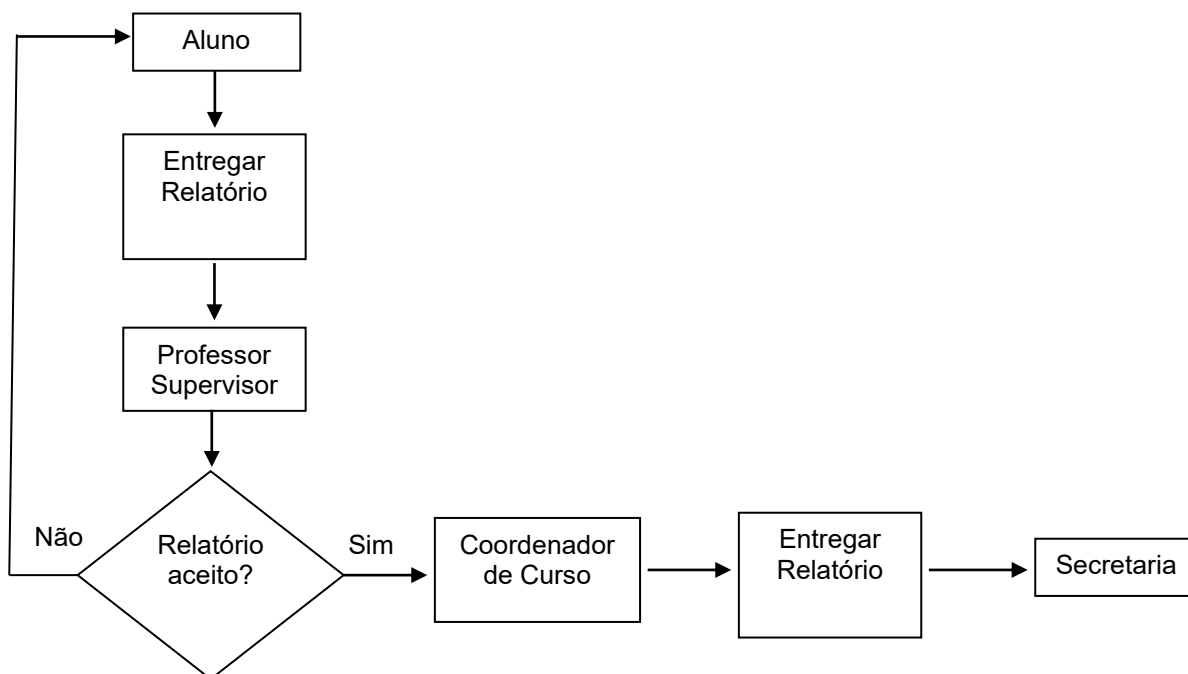 Aluno
Entregar
Relatório
Professor
Supervisor
Não
Relatório
aceito?
Sim
Coordenador
de Curso
Entregar
Relatório
Secretaria